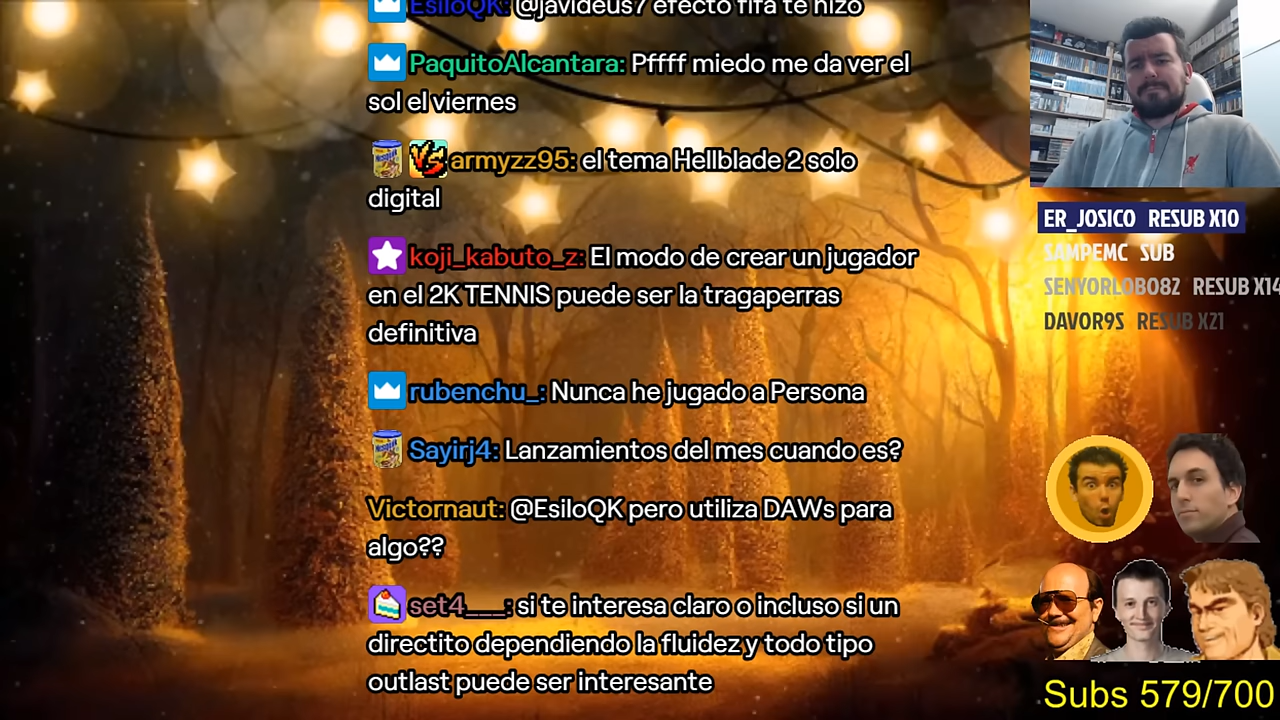 EsiloQK: @javideus7 efecto fifa te hizo
PaquitoAlcantara: Pffff miedo me da ver el
sol el viernes
armyzz95: el tema Hellblade 2 solo
digital
koji_kabuto_z: El modo de crear un jugador
en el 2K TENNIS puede ser la tragaperras
definitiva
rubenchu_: Nunca he jugado a Persona
Sayirj4: Lanzamientos del mes cuando es?
Victornaut: @EsiloQK pero utiliza DAWs para
algo??
set4___: si te interesa claro o incluso si un
directito dependiendo la fluidez y todo tipo
outlast puede ser interesante
ER_JOSICO RESUB X10
SAMPEMC SUB
SENYORLOBO82 RESUB X14
DAVOR9S RESUB X21
Subs 579/700